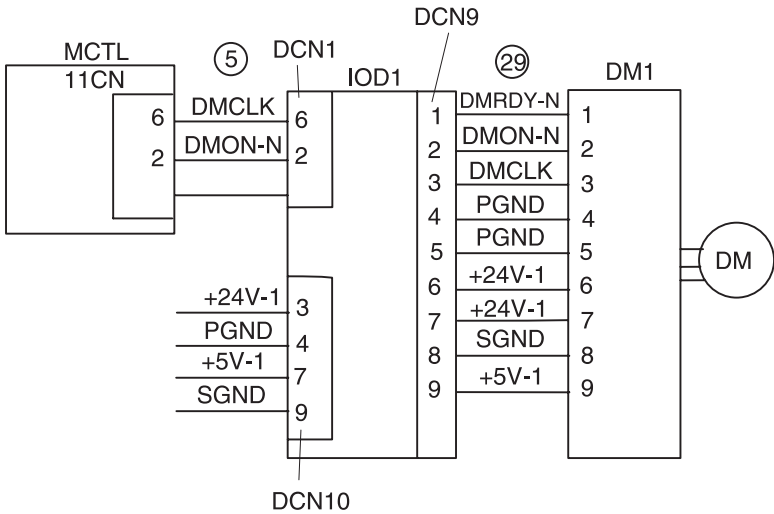 DCN9
MCTL
5
DCN1
29
DM1
11CN
IOD1
6 DMCLK 6
2 DMON-N 2
1 DMRDY-N 1
2 DMON-N 2
3 DMCLK 3
4 PGND 4
5 PGND 5
6 +24V-1 6
7 +24V-1 7
8 SGND 8
9 +5V-1 9
DM
+24V-1 3
PGND 4
+5V-1 7
SGND 9
DCN10